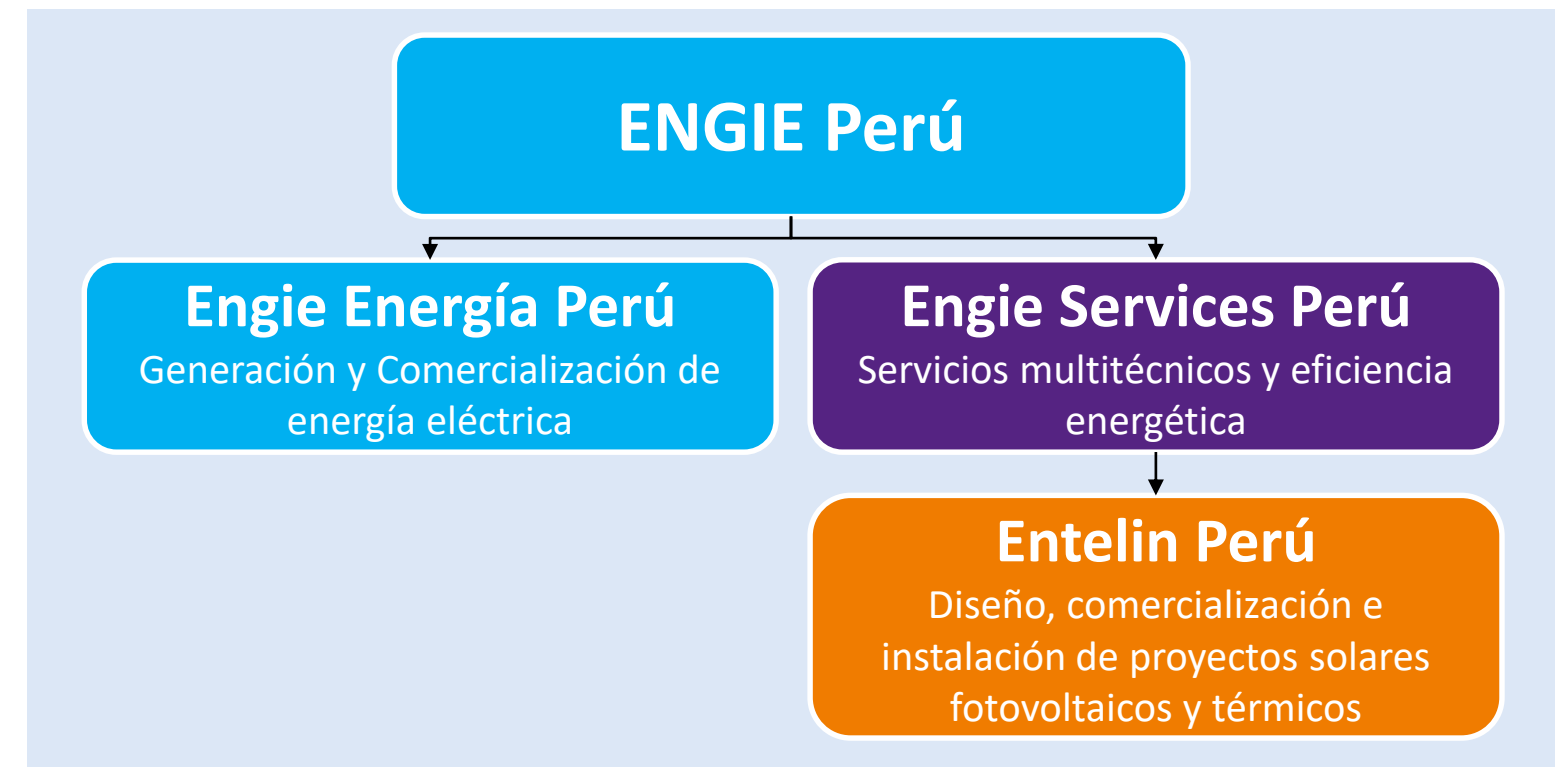 ENGIE Perú
Engie Energía Perú
Generación y Comercialización de
energía eléctrica
Engie Services Perú
Servicios multitécnicos y eficiencia
energética
Entelin Perú
Diseño, comercialización e
instalación de proyectos solares
fotovoltaicos y térmicos